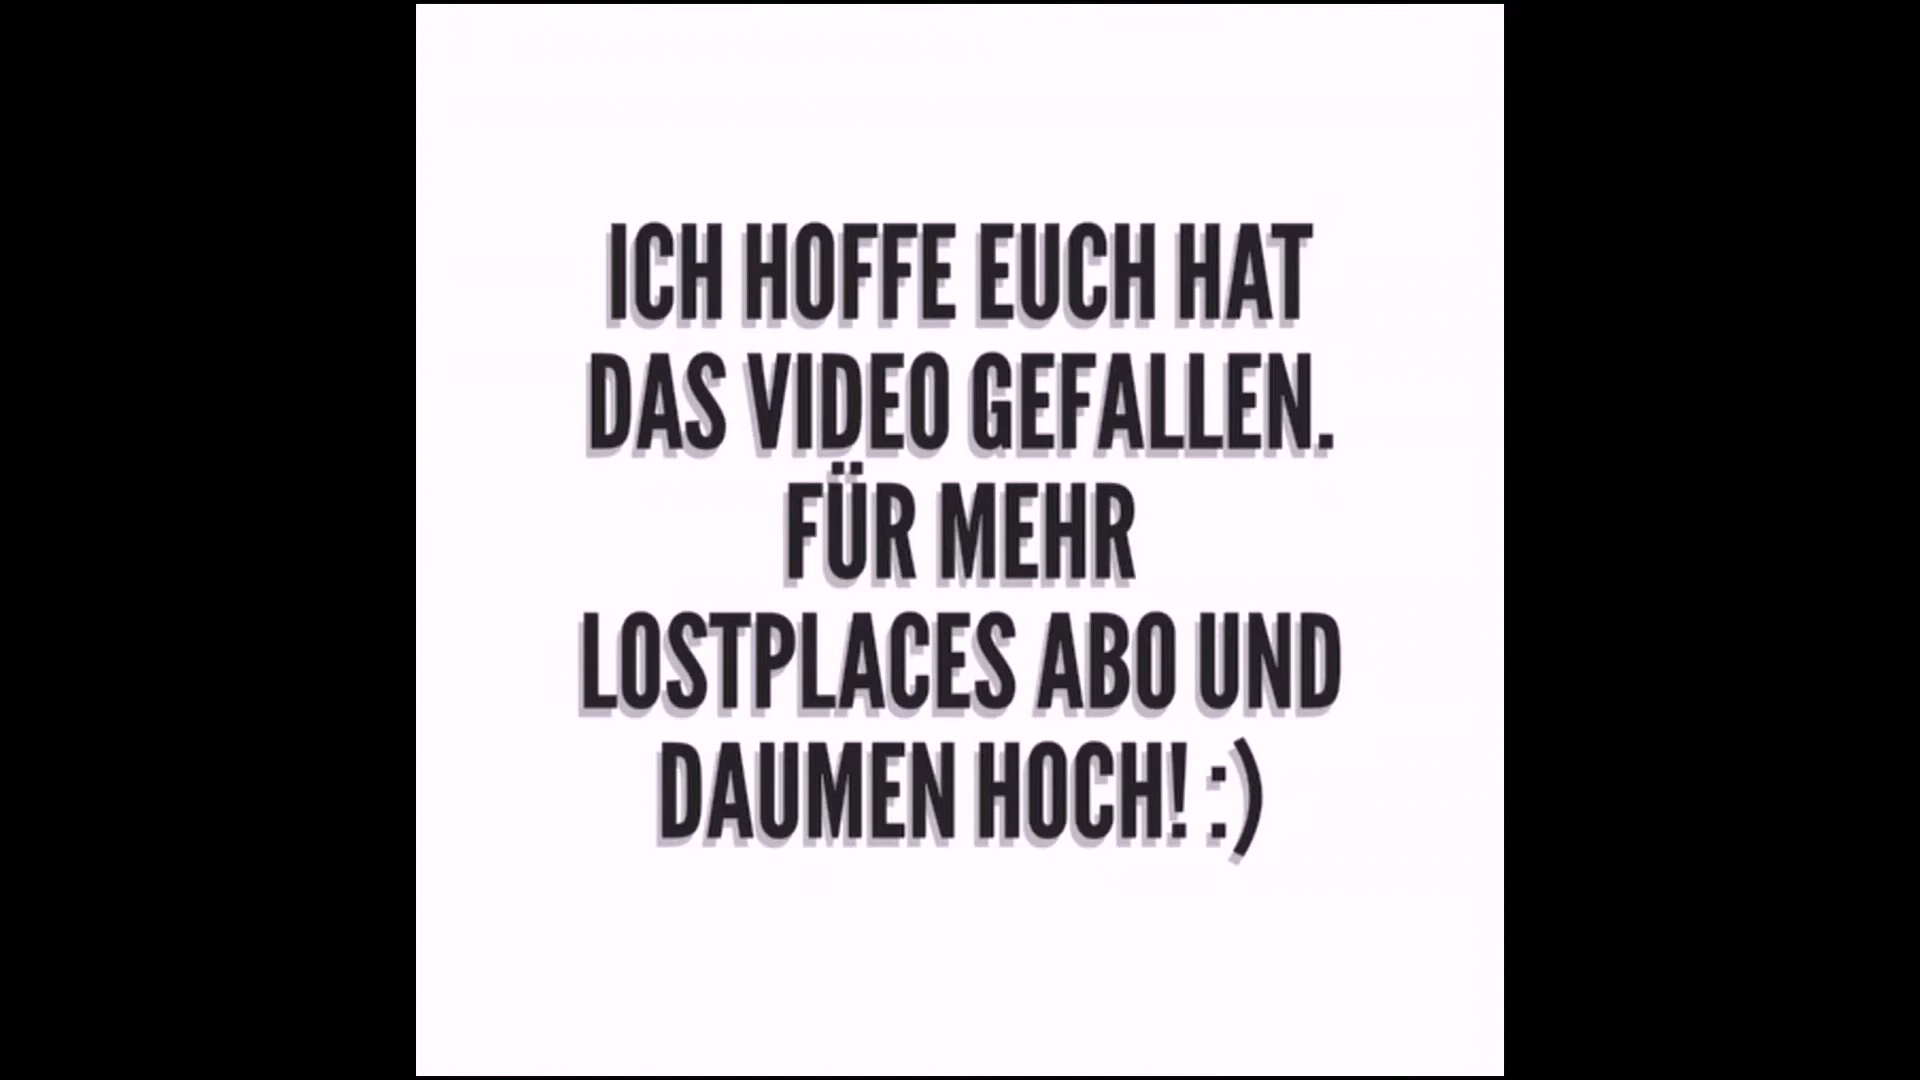 ICH HOFFE EUCH HAT
DAS VIDEO GEFALLEN.
FÜR MEHR
LOSTPLACES ABO UND
DAUMEN HOCH! :)